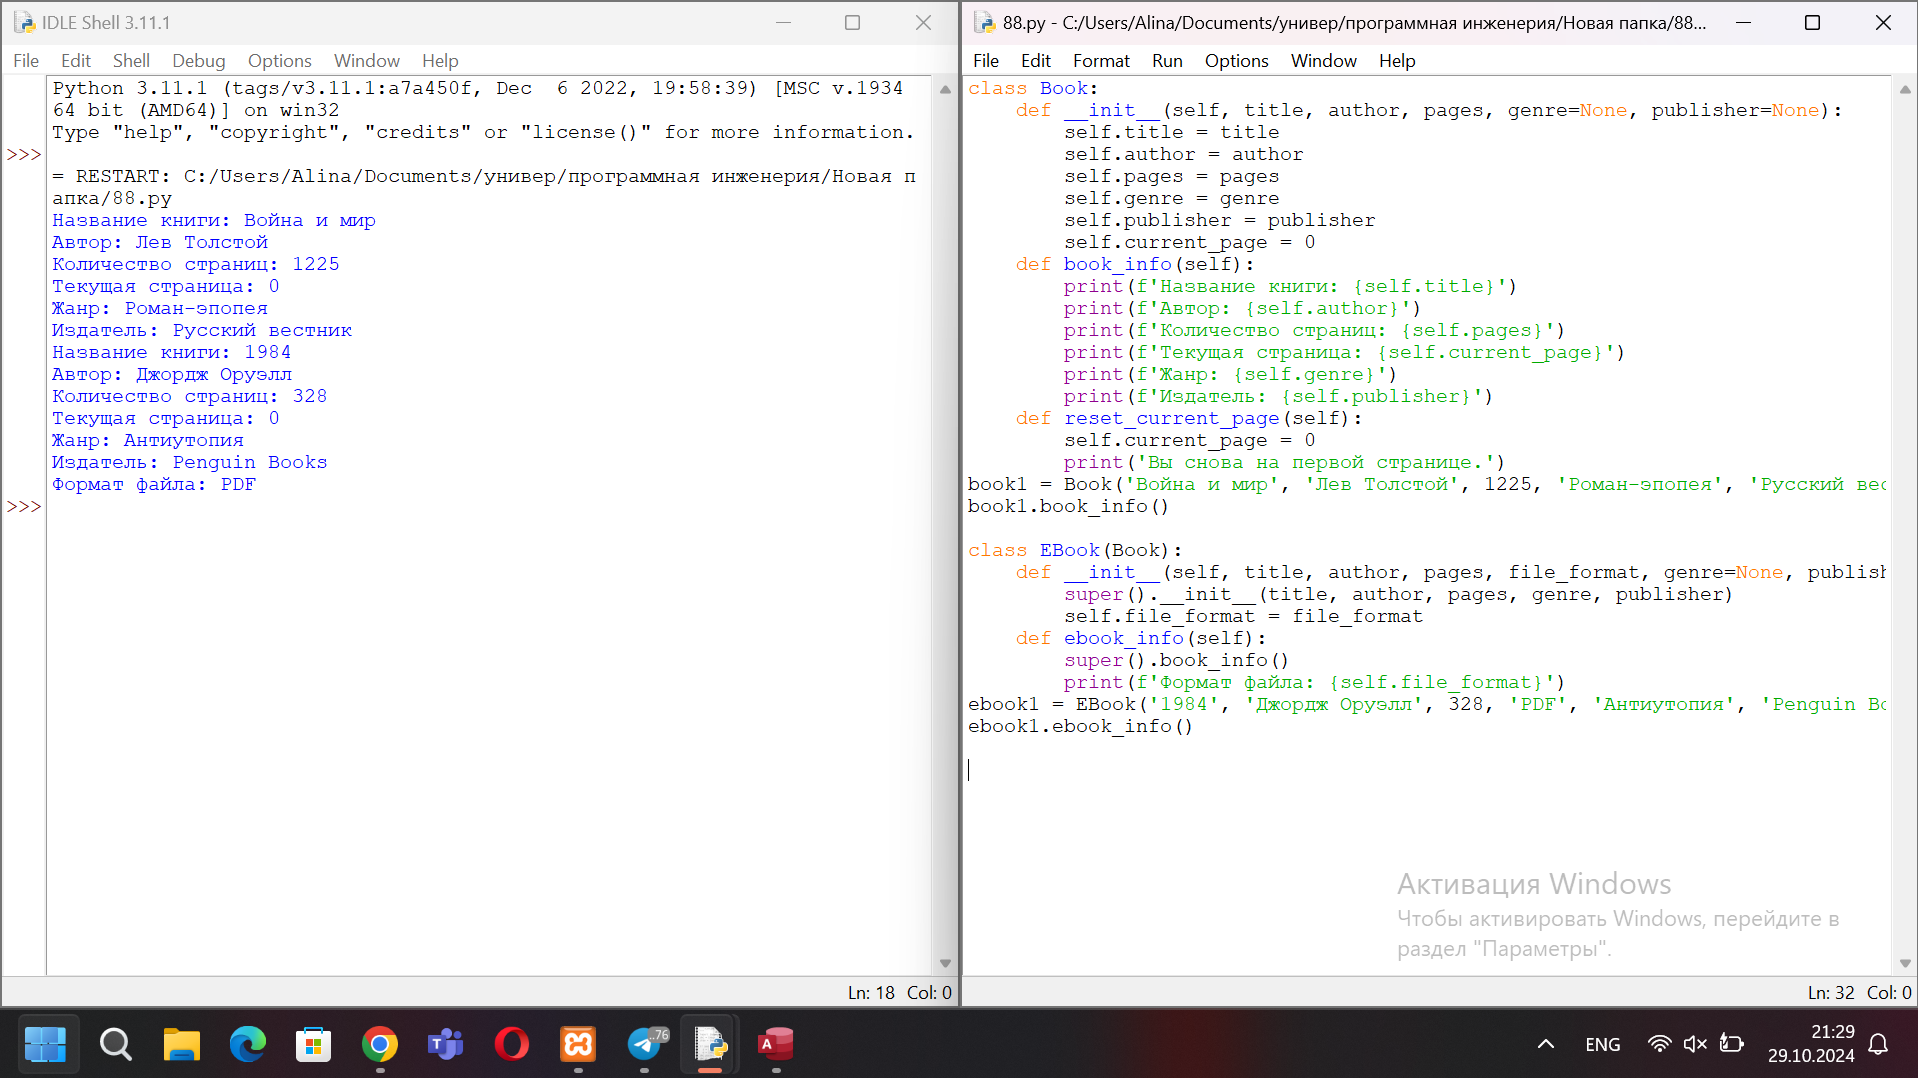 IDLE Shell 3.11.1
File Edit Shell Debug Options Window Help
Python 3.11.1 (tags/v3.11.1:a7a450f, Dec  6 2022, 19:58:39) [MSC v.1934
64 bit (AMD64)] on win32
Type "help", "copyright", "credits" or "license()" for more information.
>>>
= RESTART: C:/Users/Alina/Documents/универ/программная инженерия/Новая п
апка/88.py
Название книги: Война и мир
Автор: Лев Толстой
Количество страниц: 1225
Текущая страница: 0
Жанр: Роман-эпопея
Издатель: Русский вестник
Название книги: 1984
Автор: Джордж Оруэлл
Количество страниц: 328
Текущая страница: 0
Жанр: Антиутопия
Издатель: Penguin Books
Формат файла: PDF
>>>
Ln: 18 Col: 0
88.py - C:/Users/Alina/Documents/универ/программная инженерия/Новая папка/88...
File Edit Format Run Options Window Help
class Book:
    def __init__(self, title, author, pages, genre=None, publisher=None):
        self.title = title
        self.author = author
        self.pages = pages
        self.genre = genre
        self.publisher = publisher
        self.current_page = 0
    def book_info(self):
        print(f'Название книги: {self.title}')
        print(f'Автор: {self.author}')
        print(f'Количество страниц: {self.pages}')
        print(f'Текущая страница: {self.current_page}')
        print(f'Жанр: {self.genre}')
        print(f'Издатель: {self.publisher}')
    def reset_current_page(self):
        self.current_page = 0
        print('Вы снова на первой странице.')
book1 = Book('Война и мир', 'Лев Толстой', 1225, 'Роман-эпопея', 'Русский вес
book1.book_info()
class EBook(Book):
    def __init__(self, title, author, pages, file_format, genre=None, publish
        super().__init__(title, author, pages, genre, publisher)
        self.file_format = file_format
    def ebook_info(self):
        super().book_info()
        print(f'Формат файла: {self.file_format}')
ebook1 = EBook('1984', 'Джордж Оруэлл', 328, 'PDF', 'Антиутопия', 'Penguin Bo
ebook1.ebook_info()
Активация Windows
Чтобы активировать Windows, перейдите в
раздел "Параметры".
Ln: 32 Col: 0
76
ENG
21:29
29.10.2024